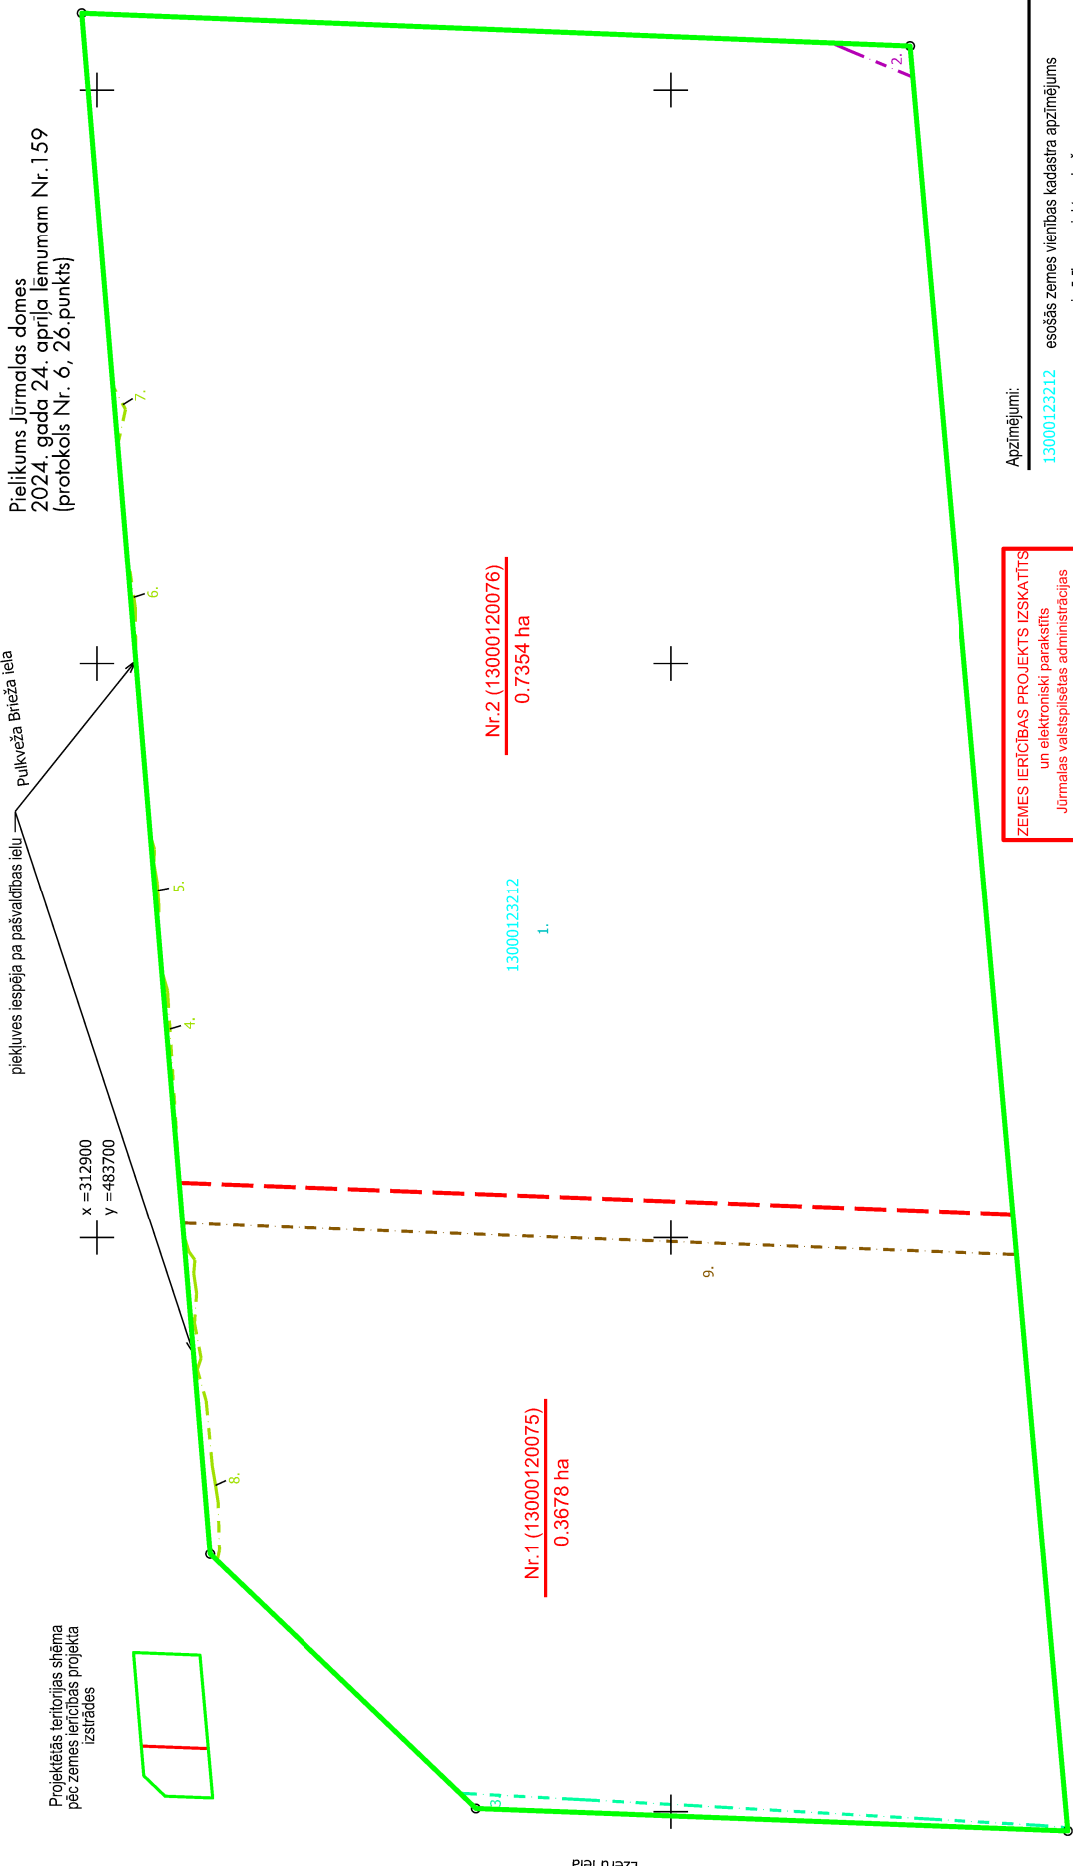 Pielikums Jūrmalas domes
2024. gada 24. aprīļa lēmumam Nr.159
(protokols Nr. 6, 26.punkts)
Pulkveža Brieža iela
piekļuves iespēja pa pašvaldības ielu
x =312900
y =483700
Projektētās teritorijas shēma
pēc zemes ierīcības projekta
izstrādes
7.
6.
5.
4.
8.
Nr.2 (13000120076)
0.7354 ha
13000123212
1.
Nr.1 (13000120075)
0.3678 ha
9.
2.
3.
Apzīmējumi:
13000123212 esošās zemes vienības kadastra apzīmējums
ZEMES IERĪCĪBAS PROJEKTS IZSKATĪTS
un elektroniski parakstīts
Jūrmalas valstspilsētas administrācijas